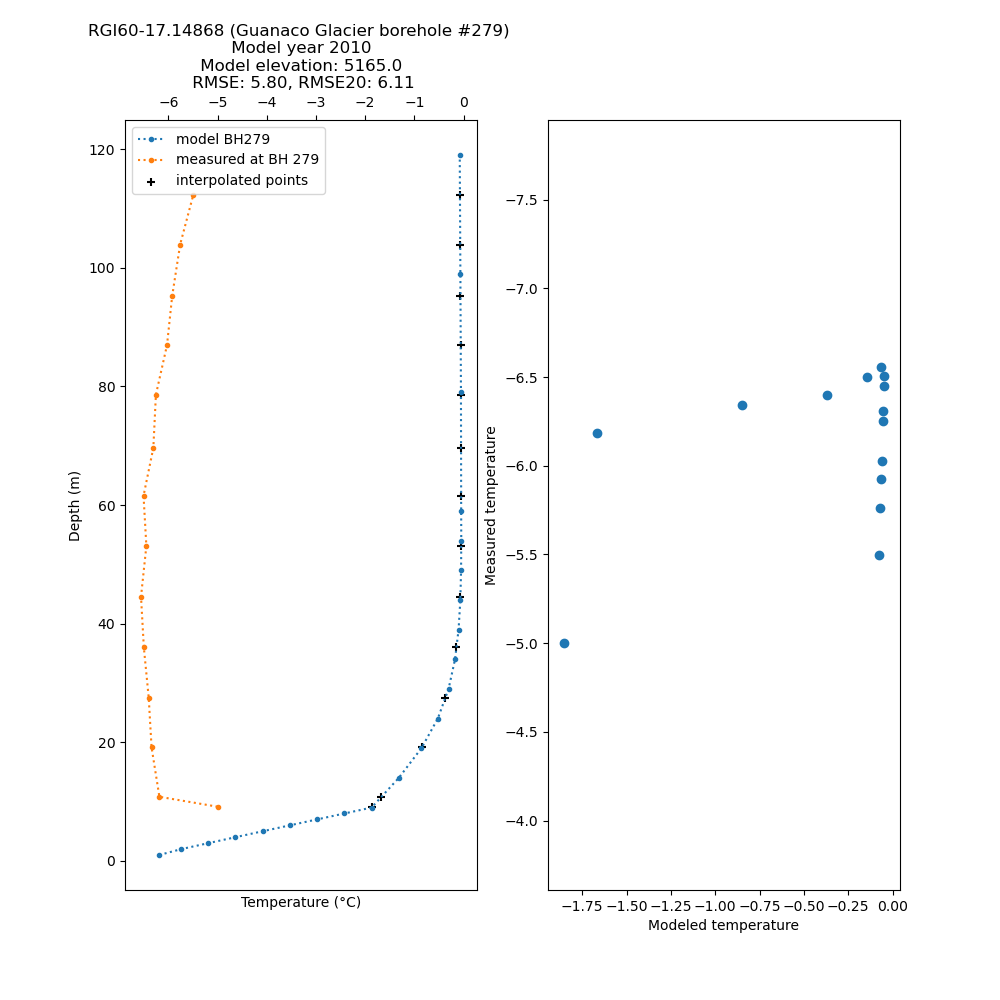 RGI60-17.14868 (Guanaco Glacier borehole #279)
Model year 2010
Model elevation: 5165.0
RMSE: 5.80, RMSE20: 6.11
−6 −5 −4 −3 −2 −1 0
model BH279
measured at BH 279
interpolated points
120
100
80
60
40
20
0
Depth (m)
Temperature (°C)
−7.5
−7.0
−6.5
−6.0
−5.5
−5.0
−4.5
−4.0
Measured temperature
−1.75 −1.50 −1.25 −1.00 −0.75 −0.50 −0.25 0.00
Modeled temperature